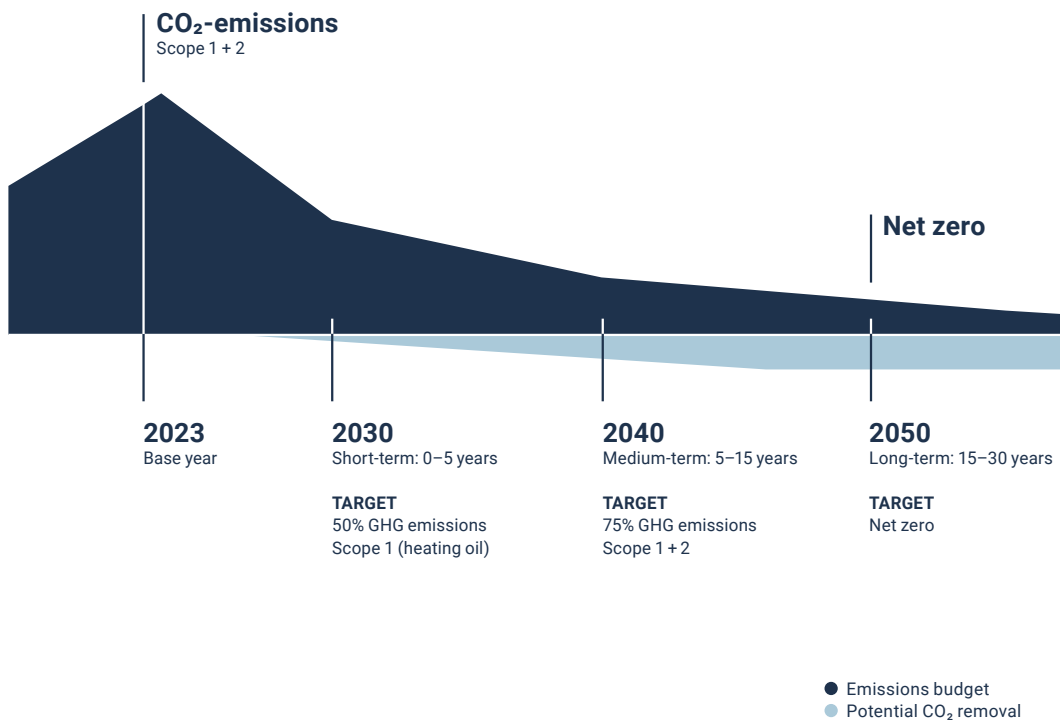 CO₂-emissions
Scope 1 + 2
Net zero
2023
Base year
2030
Short-term: 0–5 years
TARGET
50% GHG emissions
Scope 1 (heating oil)
2040
Medium-term: 5–15 years
TARGET
75% GHG emissions
Scope 1 + 2
2050
Long-term: 15–30 years
TARGET
Net zero
Emissions budget
Potential CO₂ removal